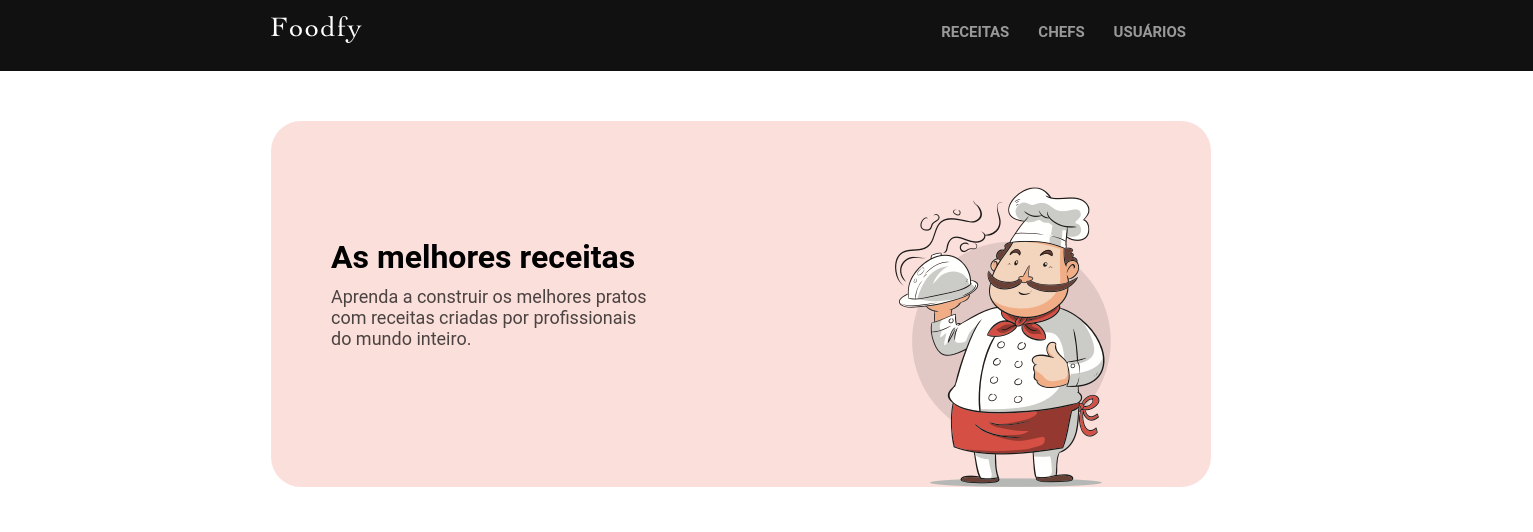 Foodfy
RECEITAS CHEFS USUÁRIOS
As melhores receitas
Aprenda a construir os melhores pratos
com receitas criadas por profissionais
do mundo inteiro.